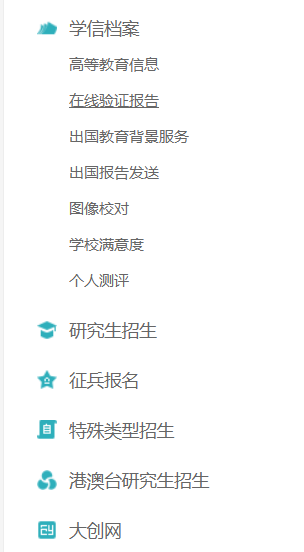 学信档案
高等教育信息
在线验证报告
出国教育背景服务
出国报告发送
图像校对
学校满意度
个人测评
研究生招生
征兵报名
特殊类型招生
港澳台研究生招生
大创网